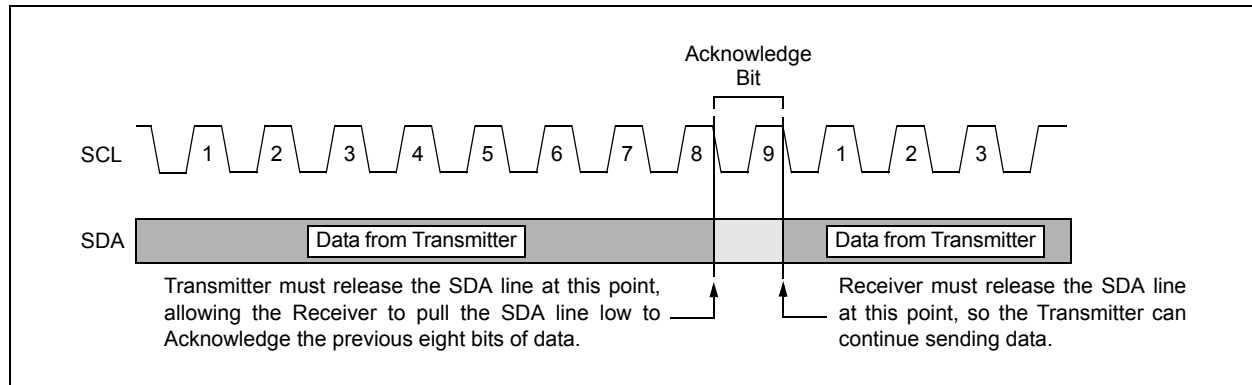 Acknowledge
Bit
SCL
1 2 3 4 5 6 7 8 9 1 2 3
SDA
Data from Transmitter
Data from Transmitter
Transmitter must release the SDA line at this point,
allowing the Receiver to pull the SDA line low to
Acknowledge the previous eight bits of data.
Receiver must release the SDA line
at this point, so the Transmitter can
continue sending data.